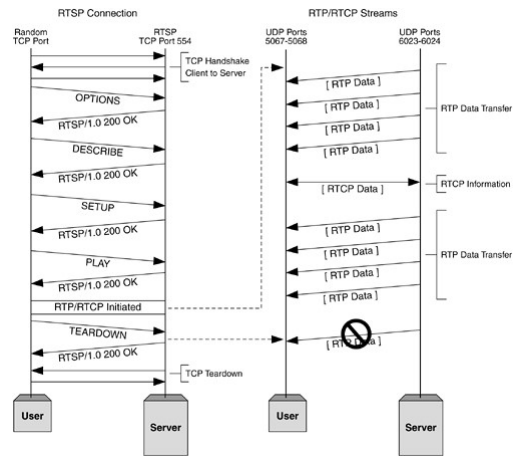 RTSP Connection
RTP/RTCP Streams
Random
TCP Port
RTSP
TCP Port 554
UDP Ports
5067-5068
UDP Ports
6023-6024
TCP Handshake
Client to Server
OPTIONS
RTSP/1.0 200 OK
DESCRIBE
RTSP/1.0 200 OK
SETUP
RTSP/1.0 200 OK
PLAY
RTSP/1.0 200 OK
RTP/RTCP Initiated
TEARDOWN
RTSP/1.0 200 OK
TCP Teardown
User
Server
[ RTP Data ]
[ RTP Data ]
[ RTP Data ]
[ RTP Data ]
RTP Data Transfer
[ RTCP Data ]
RTCP Information
[ RTP Data ]
[ RTP Data ]
[ RTP Data ]
[ RTP Data ]
RTP Data Transfer
[ RTP Data ]
User
Server